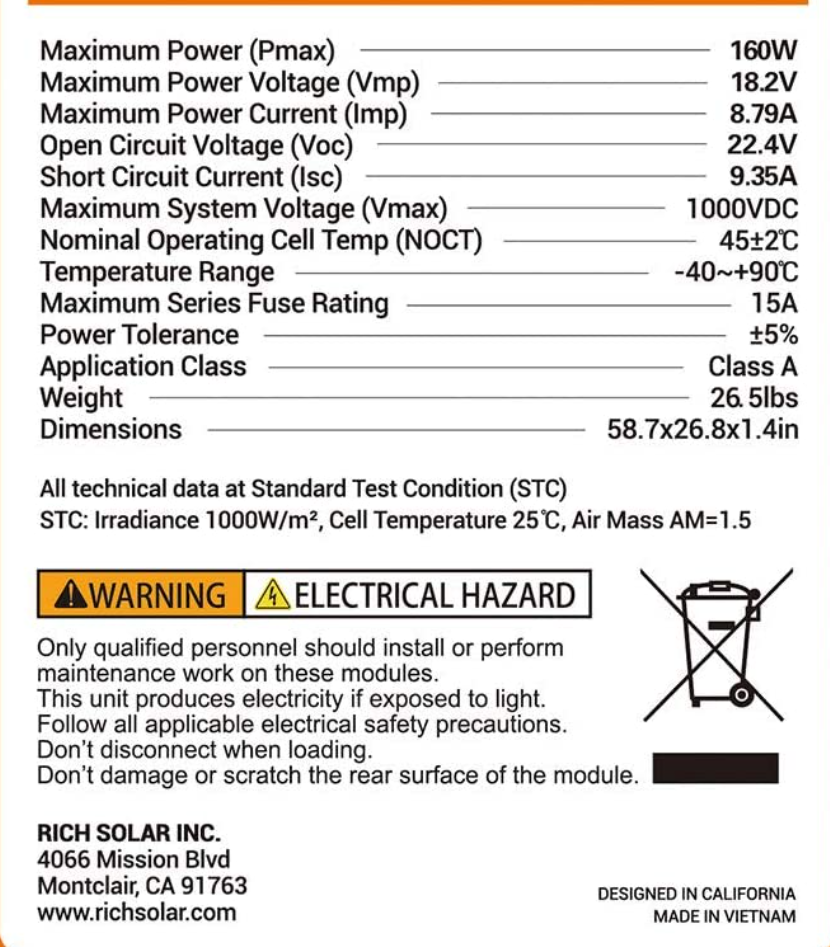 Maximum Power (Pmax) 160W
Maximum Power Voltage (Vmp) 18.2V
Maximum Power Current (Imp) 8.79A
Open Circuit Voltage (Voc) 22.4V
Short Circuit Current (Isc) 9.35A
Maximum System Voltage (Vmax) 1000VDC
Nominal Operating Cell Temp (NOCT) 45±2℃
Temperature Range -40~+90℃
Maximum Series Fuse Rating 15A
Power Tolerance ±5%
Application Class Class A
Weight 26.5lbs
Dimensions 58.7x26.8x1.4in
All technical data at Standard Test Condition (STC)
STC: Irradiance 1000W/m², Cell Temperature 25℃, Air Mass AM=1.5
WARNING ELECTRICAL HAZARD
Only qualified personnel should install or perform
maintenance work on these modules.
This unit produces electricity if exposed to light.
Follow all applicable electrical safety precautions.
Don't disconnect when loading.
Don't damage or scratch the rear surface of the module.
RICH SOLAR INC.
4066 Mission Blvd
Montclair, CA 91763
www.richsolar.com
DESIGNED IN CALIFORNIA
MADE IN VIETNAM